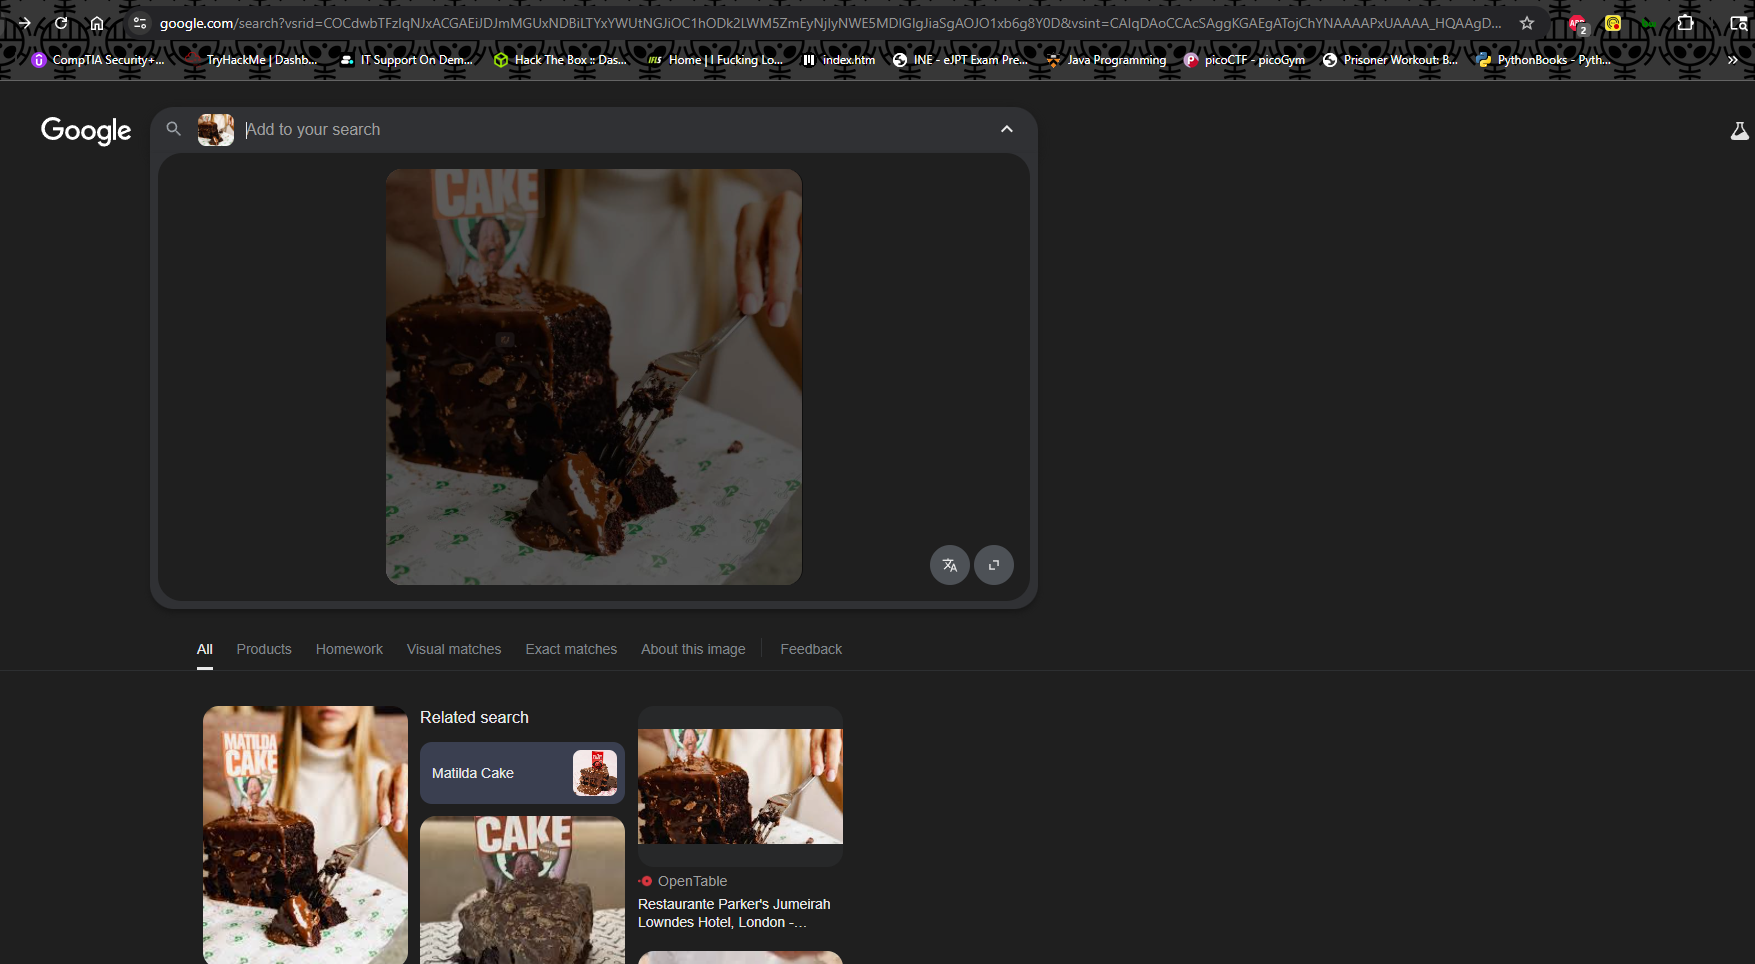 google.com/search?vsrid=COCdwbTFzIqNJxACGAEiJDJmMGUxNDBiLTYxYWUtNGJiOC1hODk2LWM5ZmEyNjIyNWE5MDIGIgJiaSgAOJO1xb6g8Y0D&vsint=CAIqDAoCCAcSAggKGAEgATojChYNAAAAPxUAAAA_HQAAgD...
2
CompTIA Security+...
TryHackMe | Dashb...
IT Support On Dem...
Hack The Box :: Das...
Home | I Fucking Lo...
index.htm
INE - eJPT Exam Pre...
Java Programming
picoCTF - picoGym
Prisoner Workout: B...
PythonBooks - Pyth...
Google
Add to your search
CAKE
All
Products
Homework
Visual matches
Exact matches
About this image
Feedback
MATILDA
CAKE
Related search
Matilda Cake
CAKE
OpenTable
Restaurante Parker's Jumeirah
Lowndes Hotel, London -...